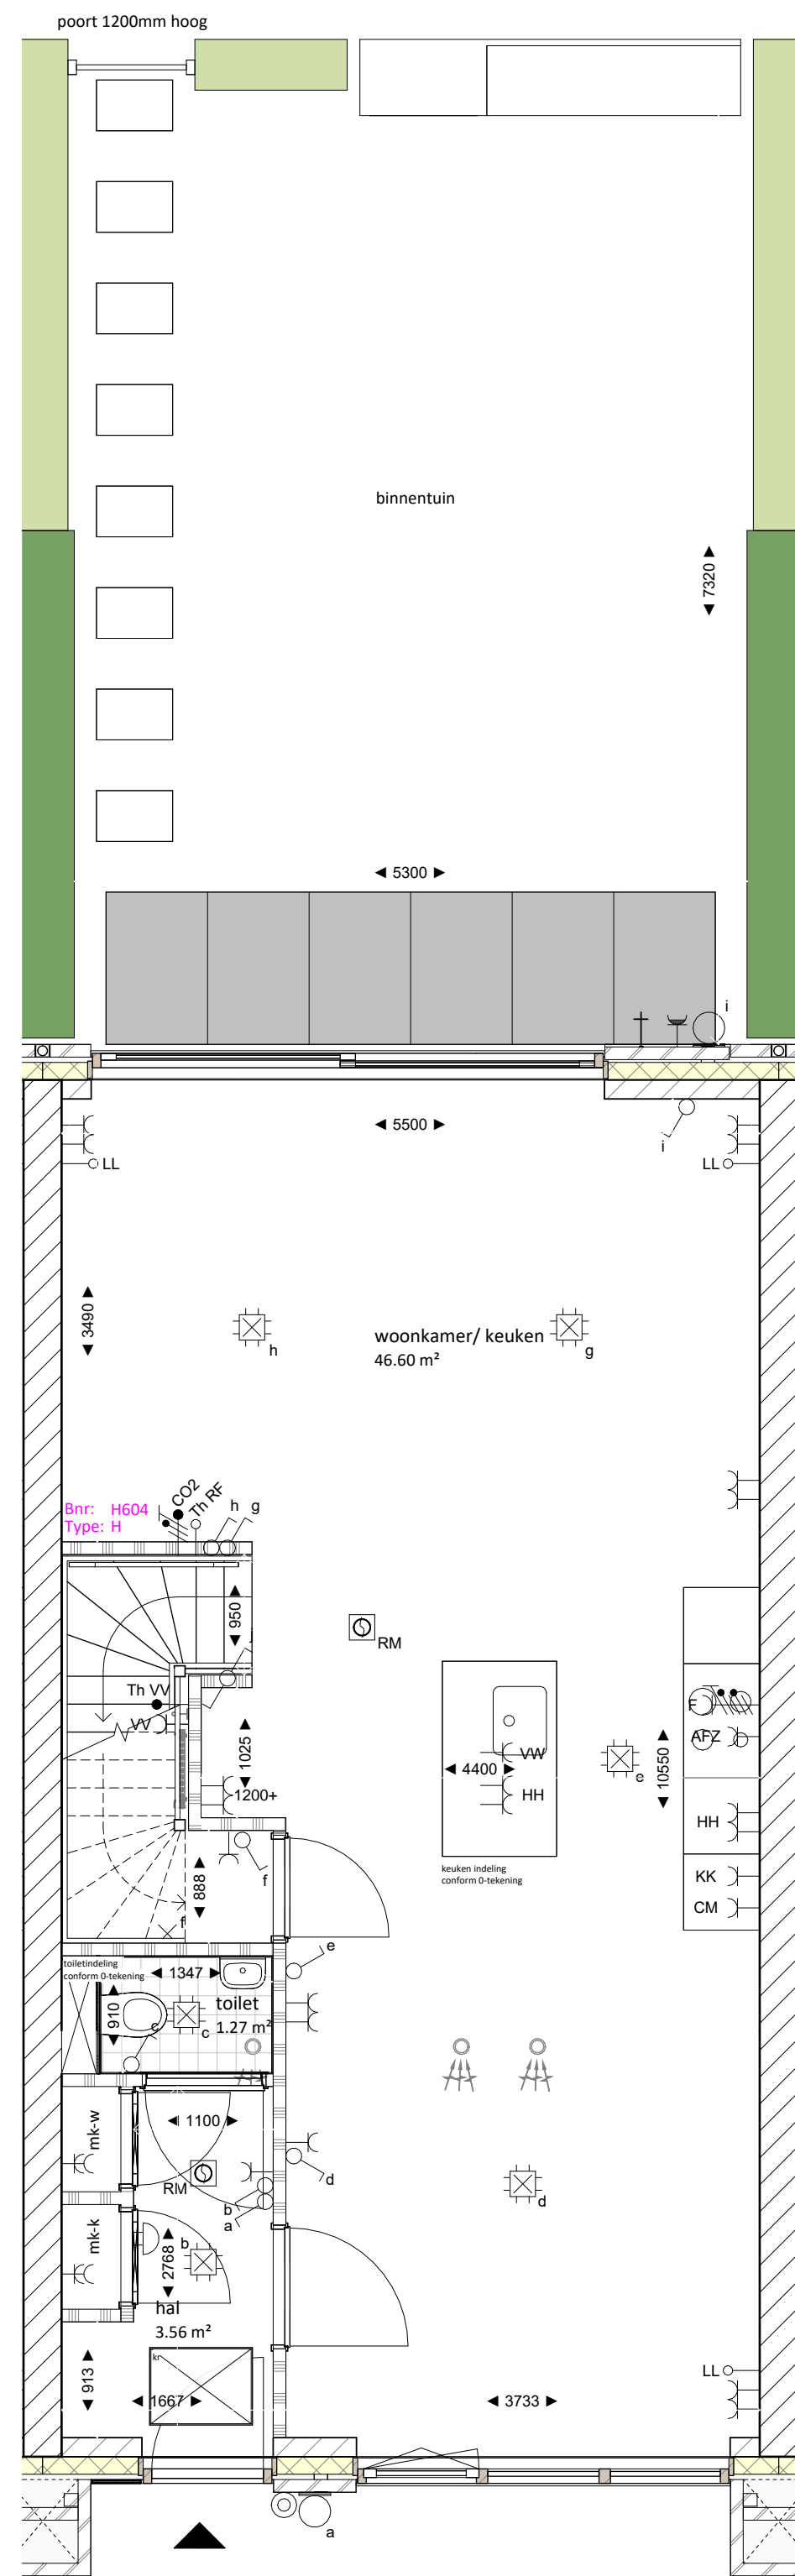 poort 1200mm hoog
binnentuin
7320
5300
i
5500
i
LL
LL
3490
h
woonkamer/ keuken
46.60 m²
g
Bnr: H604
Type: H
CO2
Th RF
h g
950
RM
Th VV
VV
F
AFZ
1025
1200+
VW
4400
HH
e
10550
HH
keuken indeling
conform 0-tekening
KK
CM
f
888
f
e
toiletindeling
conform 0-tekening
1347
910
toilet
c
c
1.27 m²
1100
mk-w
RM
d
b
a
d
mk-k
b
2768
hal
3.56 m²
kr
913
1667
3733
LL
a